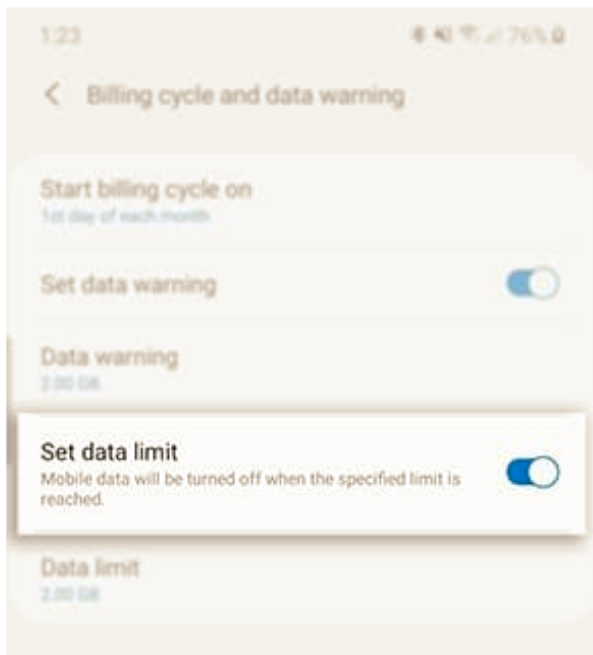 1:23
76%
Billing cycle and data warning
Start billing cycle on
1st day of each month
Set data warning
Data warning
2.00 GB
Set data limit
Mobile data will be turned off when the specified limit is
reached.
Data limit
2.00 GB